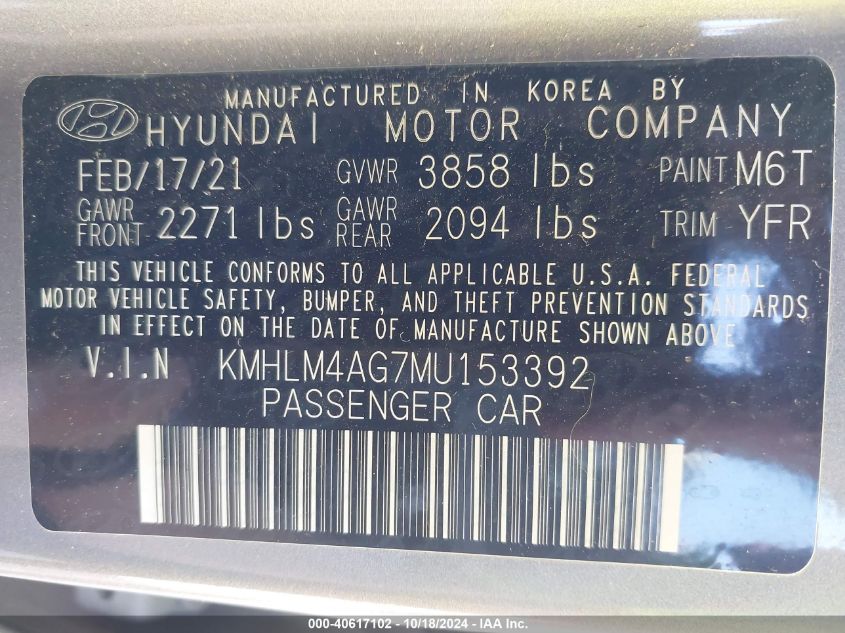 MANUFACTURED IN KOREA BY
HYUNDAI MOTOR COMPANY
FEB/17/21 GVWR 3858 lbs PAINT M6T
GAWR FRONT 2271 lbs GAWR REAR 2094 lbs TRIM YFR
THIS VEHICLE CONFORMS TO ALL APPLICABLE U.S.A. FEDERAL
MOTOR VEHICLE SAFETY, BUMPER, AND THEFT PREVENTION STANDARDS
IN EFFECT ON THE DATE OF MANUFACTURE SHOWN ABOVE
V.I.N KMHLM4AG7MU153392
PASSENGER CAR
000-40617102 - 10/18/2024 - www.iaai.com